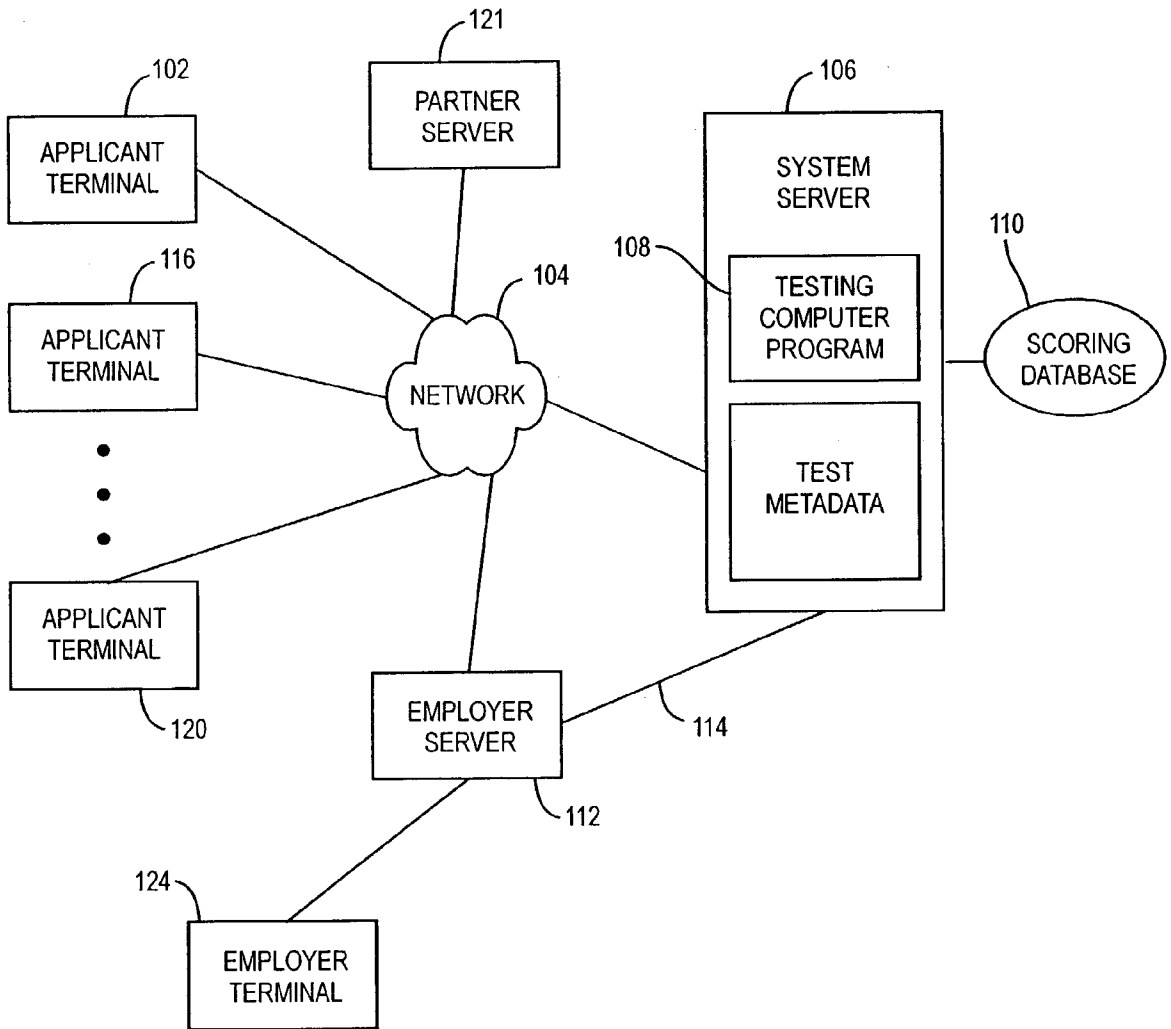 121
102
106
PARTNER
SERVER
APPLICANT
TERMINAL
SYSTEM
SERVER
110
116
104
108
TESTING
COMPUTER
PROGRAM
APPLICANT
TERMINAL
SCORING
DATABASE
NETWORK
TEST
METADATA
APPLICANT
TERMINAL
120
EMPLOYER
SERVER
114
112
124
EMPLOYER
TERMINAL